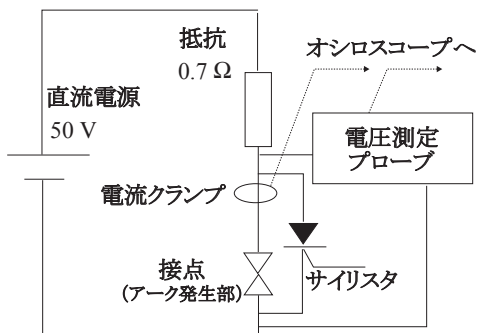 抵抗
0.7 Ω
オシロスコープへ
直流電源
50 V
電圧測定
プローブ
電流クランプ
接点
(アーク発生部)
サイリスタ